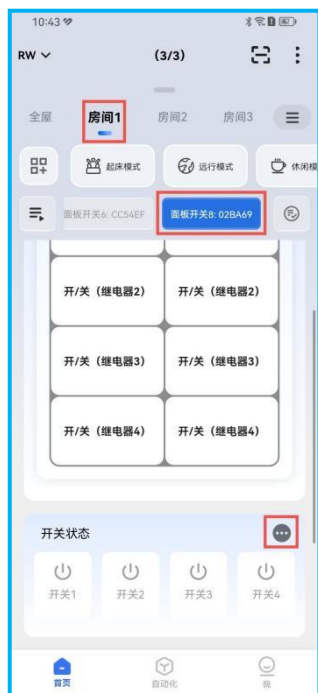 10:43
RW
(3/3)
全屋 房间1 房间2 房间3
起床模式 运行模式 休闲模
面板开关6: CC54EF 面板开关8: 02BA69
开/关（继电器2） 开/关（继电器2）
开/关（继电器3） 开/关（继电器3）
开/关（继电器4） 开/关（继电器4）
开关状态
开关1 开关2 开关3 开关4
首页 自动化 我